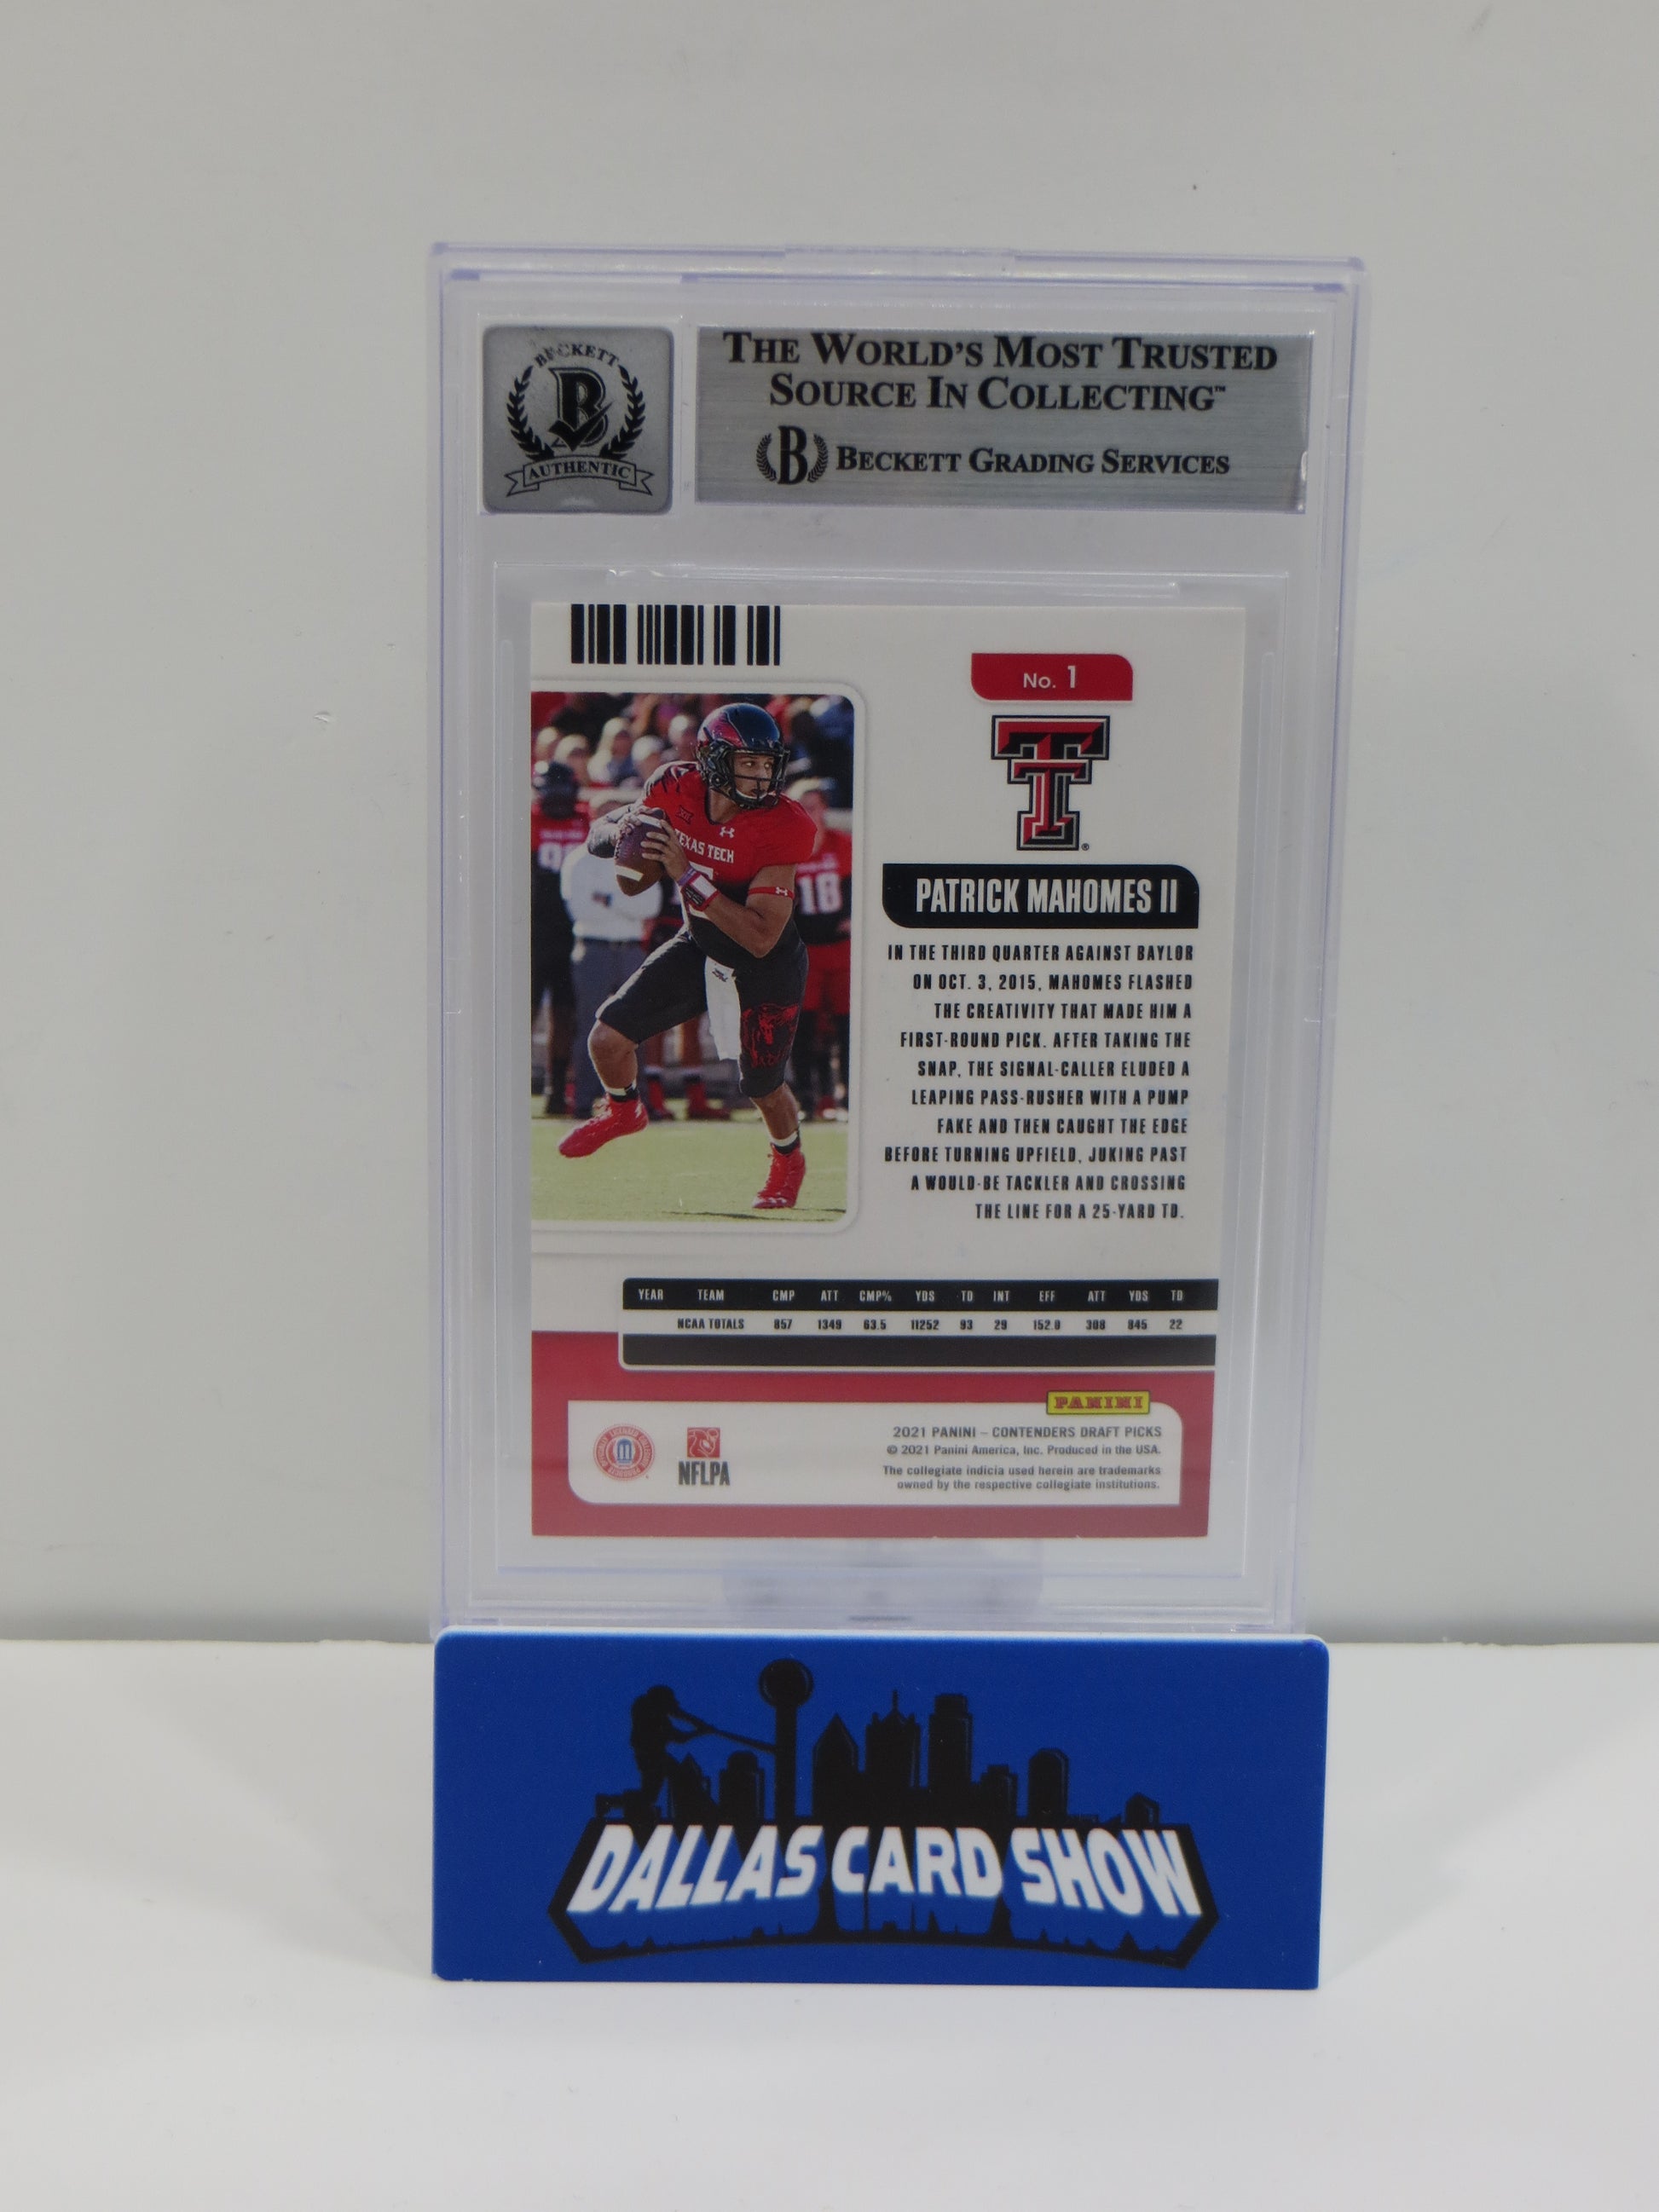 BECKETT
B
AUTHENTIC
THE WORLD'S MOST TRUSTED
SOURCE IN COLLECTING™
B BECKETT GRADING SERVICES
No. 1
TEXAS TECH
18
PATRICK MAHOMES II
IN THE THIRD QUARTER AGAINST BAYLOR
ON OCT. 3, 2015, MAHOMES FLASHED
THE CREATIVITY THAT MADE HIM A
FIRST-ROUND PICK. AFTER TAKING THE
SNAP, THE SIGNAL-CALLER ELUDED A
LEAPING PASS-RUSHER WITH A PUMP
FAKE AND THEN CAUGHT THE EDGE
BEFORE TURNING UPFIELD, JUKING PAST
A WOULD-BE TACKLER AND CROSSING
THE LINE FOR A 25-YARD TD.
YEAR TEAM CMP ATT CMP% YDS TD INT EFF ATT YDS TD
NCAA TOTALS 857 1349 63.5 11252 93 29 152.0 308 845 22
PANINI
2021 PANINI – CONTENDERS DRAFT PICKS
© 2021 Panini America, Inc. Produced in the USA.
The collegiate indicia used herein are trademarks
owned by the respective collegiate institutions.
NFLPA
DALLAS CARD SHOW